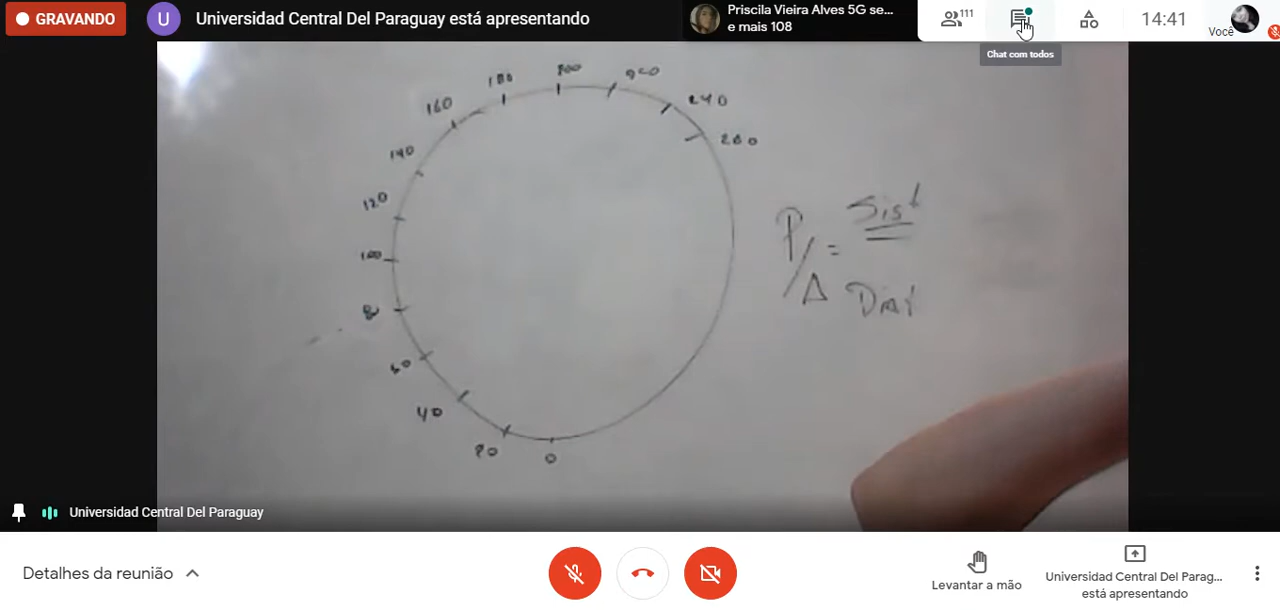 GRAVANDO
U
Universidad Central Del Paraguay está apresentando
Priscila Vieira Alves 5G se...
e mais 108
111
14:41
Você
Chat com todos
180
200
220
160
240
260
140
120
100
80
60
40
20
0
P/A = Sist
Diast
Universidad Central Del Paraguay
Detalhes da reunião
Levantar a mão
Universidad Central Del Parag...
está apresentando